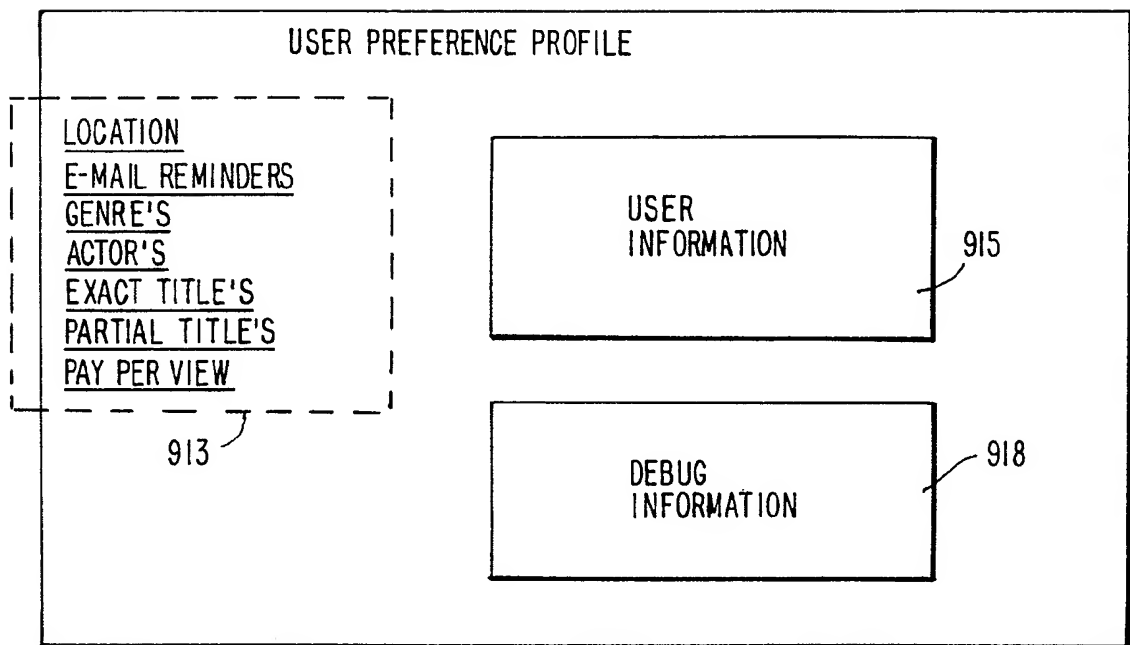 USER PREFERENCE PROFILE
LOCATION
E-MAIL REMINDERS
GENRE'S
ACTOR'S
EXACT TITLE'S
PARTIAL TITLE'S
PAY PER VIEW
913
USER
INFORMATION
915
DEBUG
INFORMATION
918